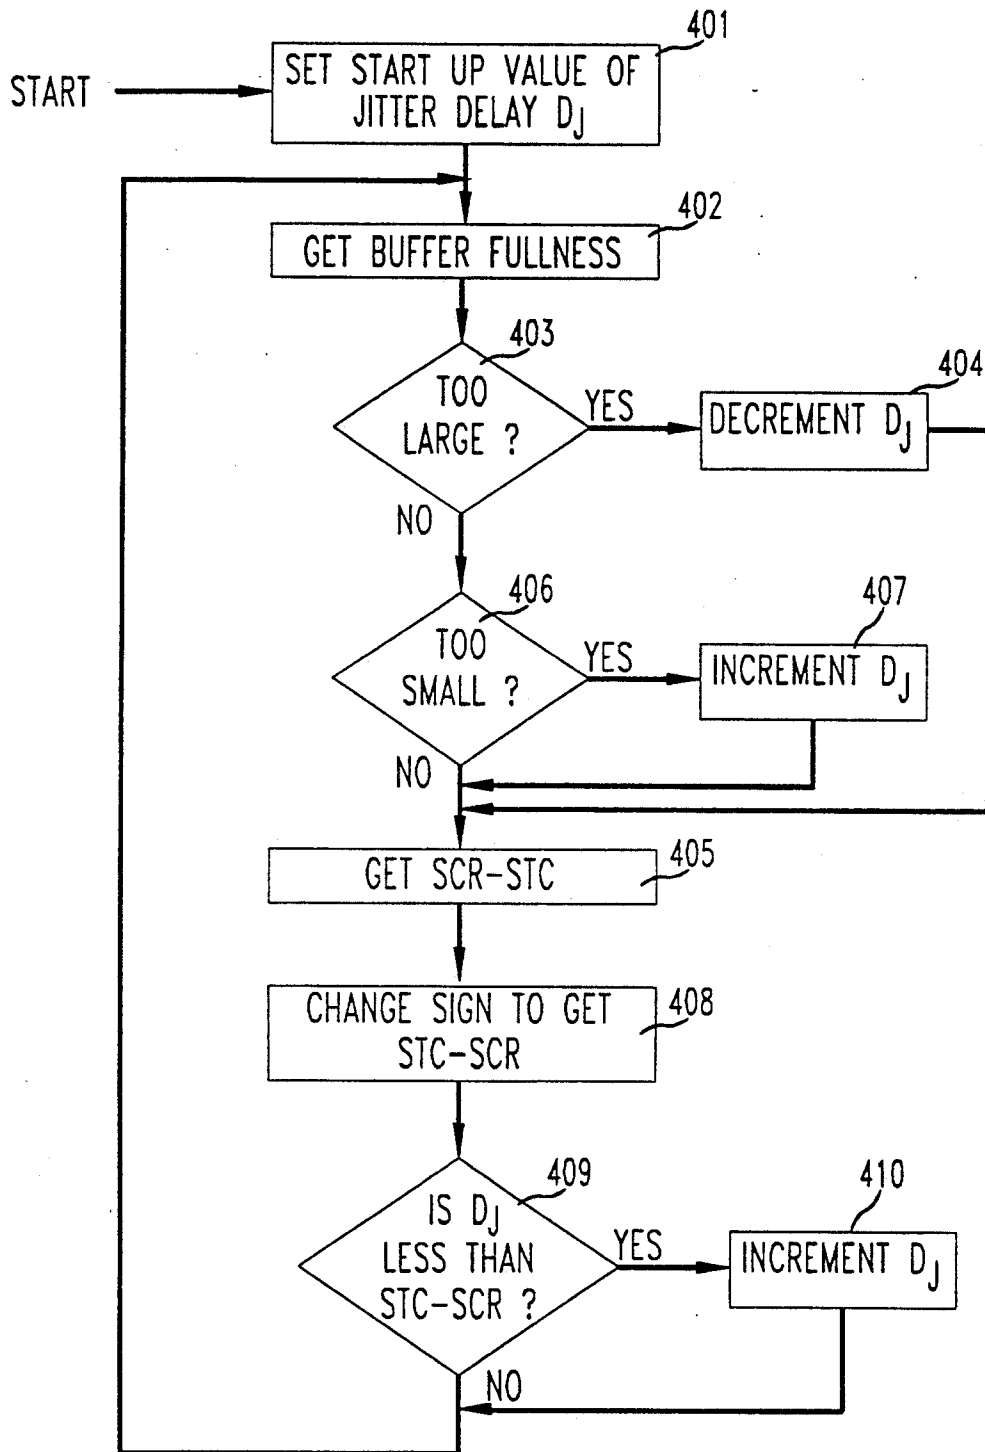 401
START
SET START UP VALUE OF
JITTER DELAY DJ
402
GET BUFFER FULLNESS
403
TOO
LARGE ?
YES
404
DECREMENT DJ
NO
406
TOO
SMALL ?
YES
407
INCREMENT DJ
NO
GET SCR-STC
405
CHANGE SIGN TO GET
STC-SCR
408
409
IS DJ
LESS THAN
STC-SCR ?
YES
410
INCREMENT DJ
NO